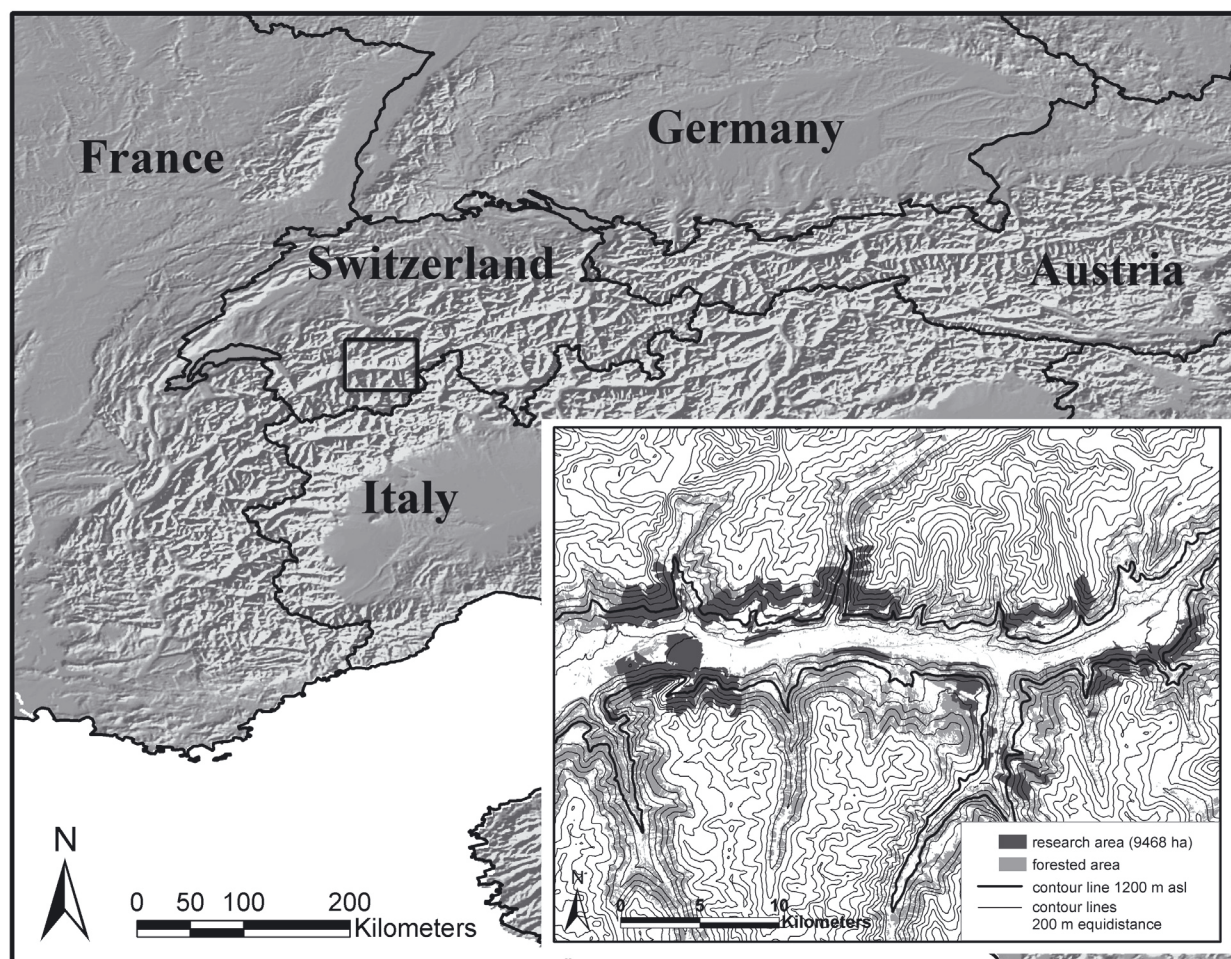 France
Germany
Switzerland
Austria
Italy
N
0 50 100 200
Kilometers
research area (9468 ha)
forested area
contour line 1200 m asl
contour lines
200 m equidistance
N
0 5 10
Kilometers